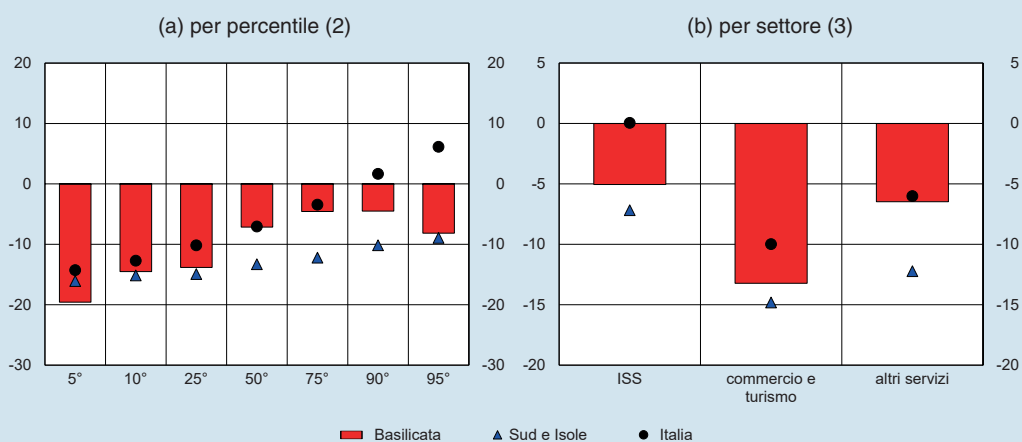 (a) per percentile (2)
20 20
10 10
0 0
-10 -10
-20 -20
-30 -30
5° 10° 25° 50° 75° 90° 95°
(b) per settore (3)
5 5
0 0
-5 -5
-10 -10
-15 -15
-20 -20
ISS commercio e altri servizi
turismo
Basilicata Sud e Isole Italia